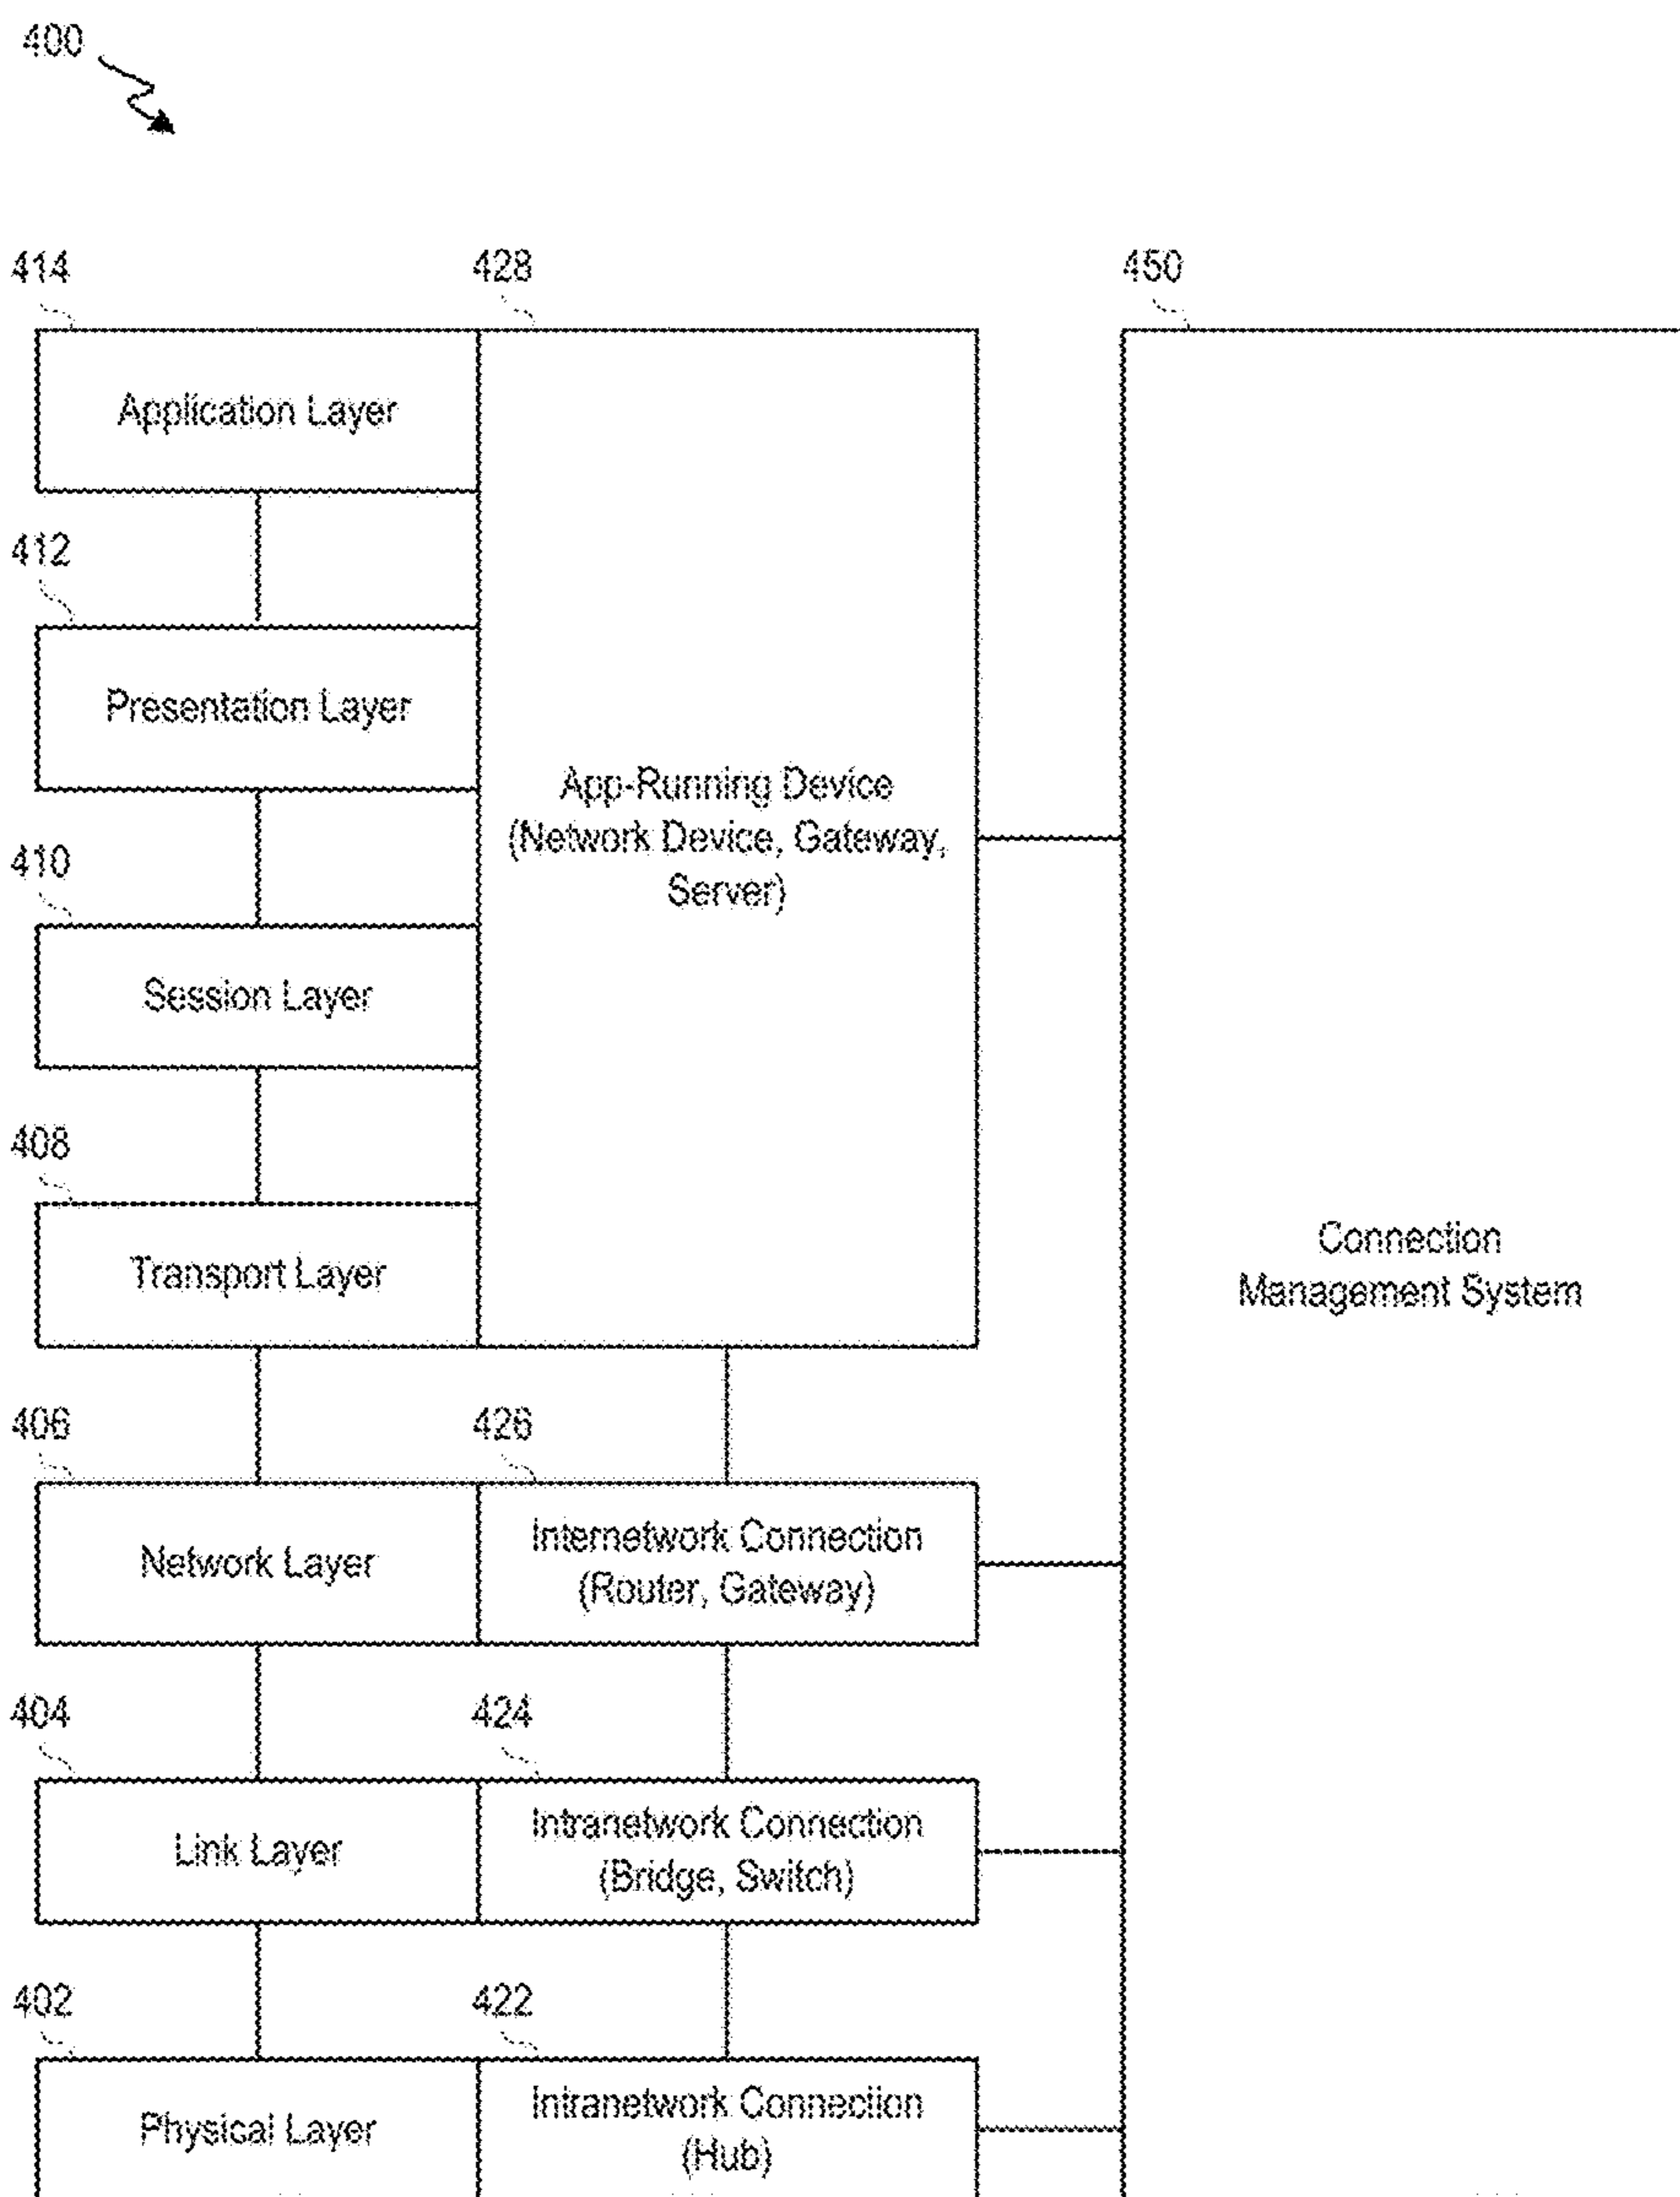 400
414
428
450
Application Layer
412
Presentation Layer
App-Running Device
(Network Device, Gateway,
Server)
410
Session Layer
408
Transport Layer
Connection
Management System
406
426
Network Layer
Internetwork Connection
(Router, Gateway)
404
424
Link Layer
Intranetwork Connection
(Bridge, Switch)
402
422
Physical Layer
Intranetwork Connection
(Hub)